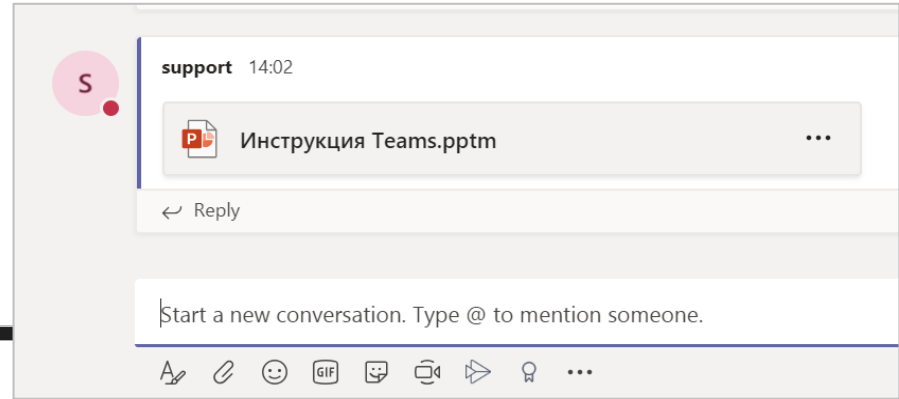 S
support 14:02
Инструкция Teams.pptm
Reply
Start a new conversation. Type @ to mention someone.
GIF